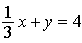 1/3 x + y = 4